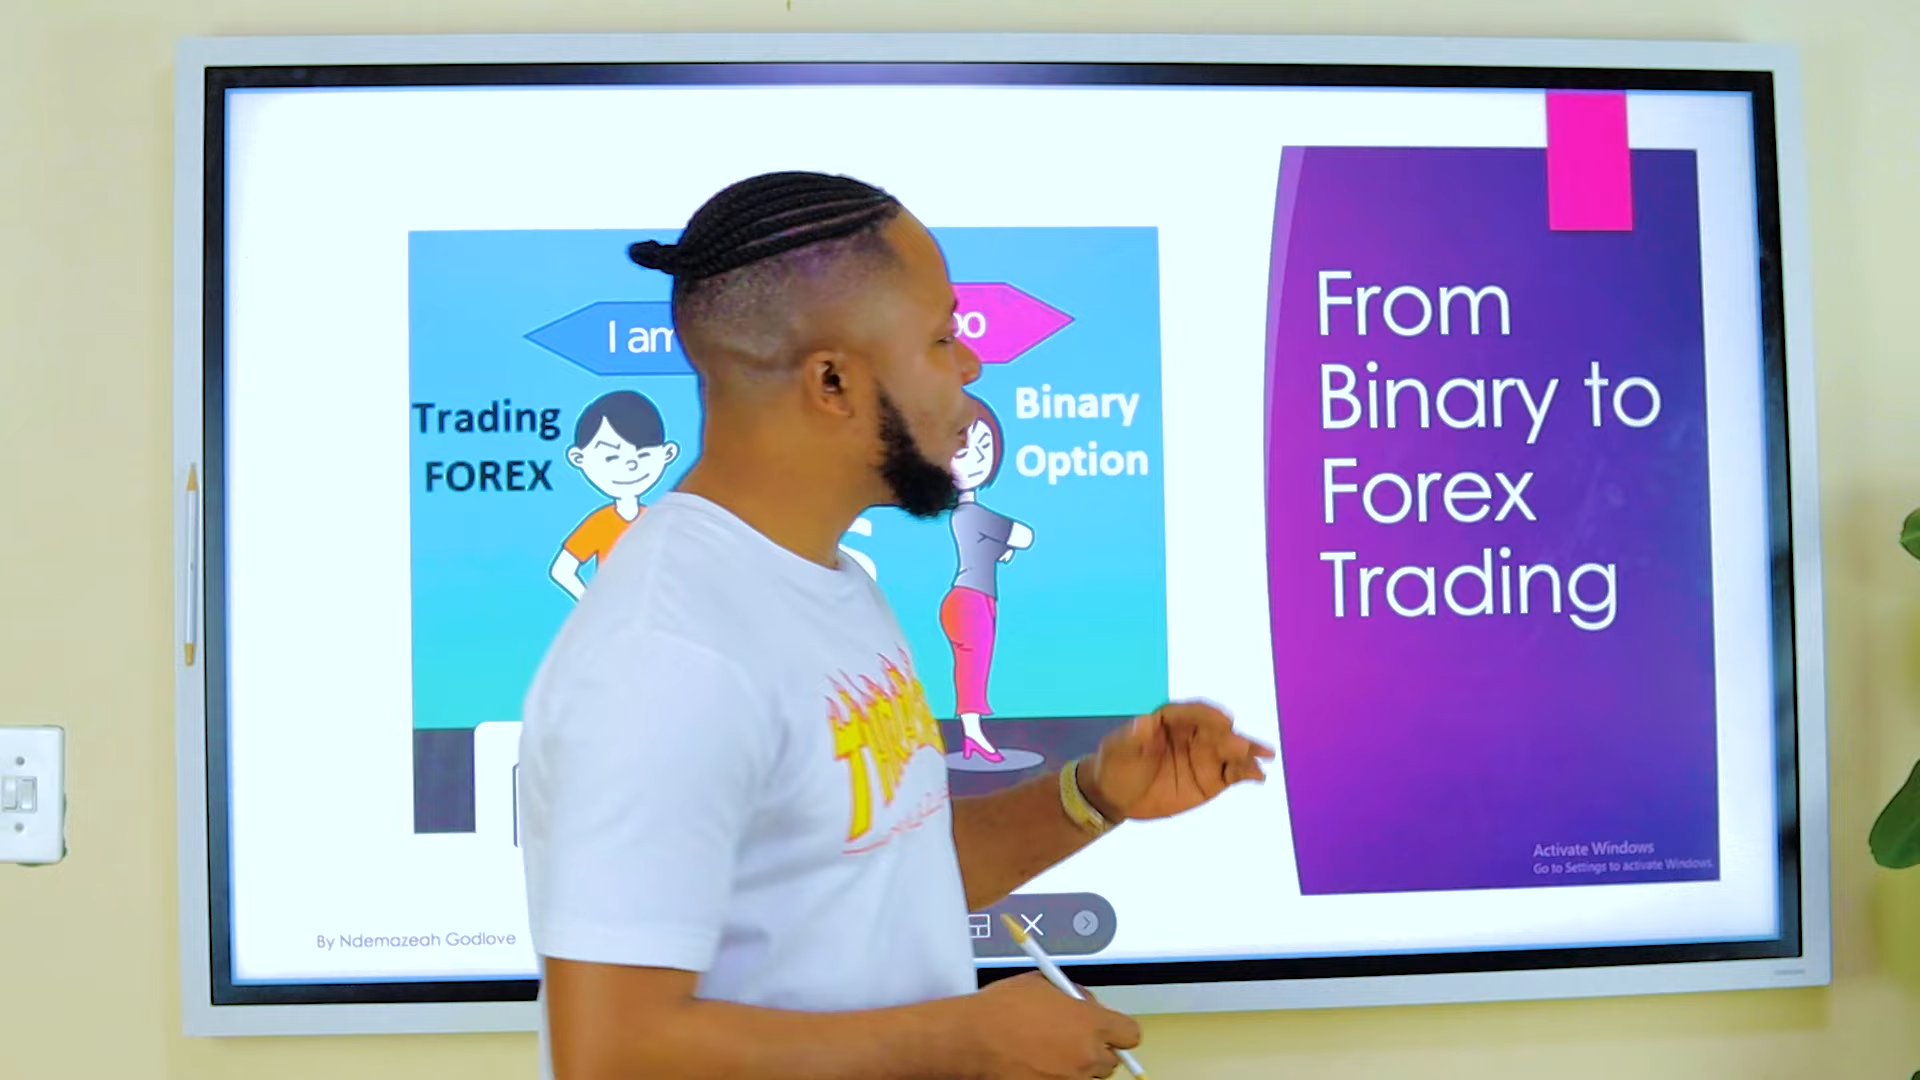 I am
Trading
FOREX
Binary
Option
From
Binary to
Forex
Trading
Activate Windows
Go to Settings to activate Windows.
By Ndemazeah Godlove